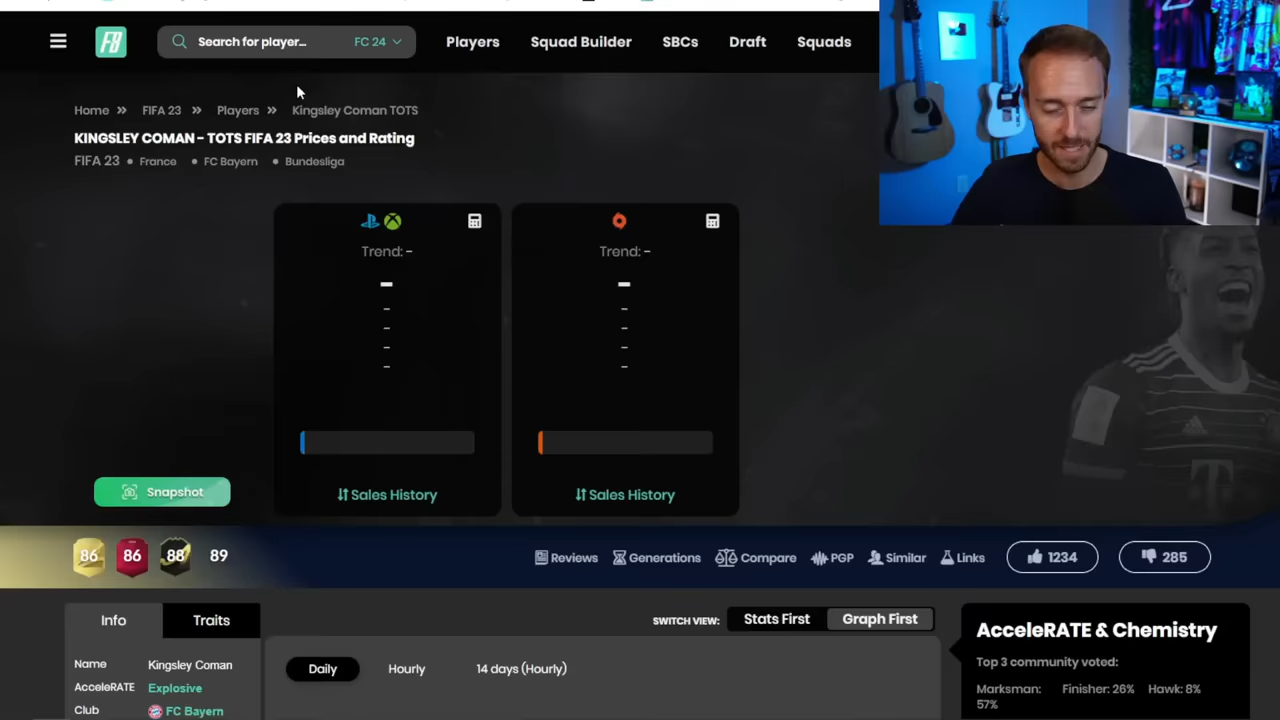 FB
Search for player...
FC 24
Players
Squad Builder
SBCs
Draft
Squads
Home » FIFA 23 » Players » Kingsley Coman TOTS
KINGSLEY COMAN - TOTS FIFA 23 Prices and Rating
FIFA 23 • France • FC Bayern • Bundesliga
Trend: -
-
-
-
-
-
Sales History
Trend: -
-
-
-
-
-
Sales History
Snapshot
86
86
88
89
Reviews
Generations
Compare
PGP
Similar
Links
1234
285
Info
Traits
SWITCH VIEW:
Stats First
Graph First
Name Kingsley Coman
AcceleRATE Explosive
Club FC Bayern
Daily
Hourly
14 days (Hourly)
AcceleRATE & Chemistry
Top 3 community voted:
Marksman: Finisher: 26% Hawk: 8%
57%